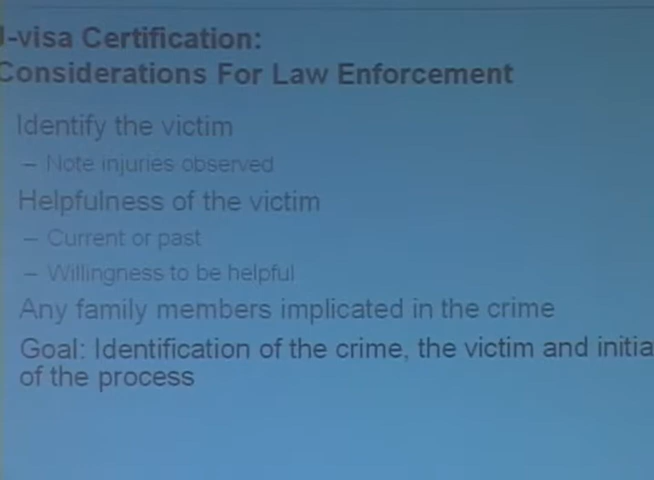 -visa Certification:
Considerations For Law Enforcement
Identify the victim
– Note injuries observed
Helpfulness of the victim
– Current or past
– Willingness to be helpful
Any family members implicated in the crime
Goal: Identification of the crime, the victim and initia
of the process